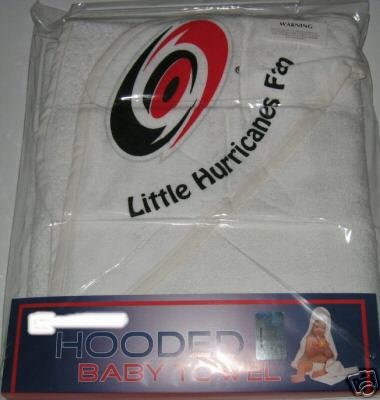 WARNING
Little Hurricanes Fan
HOODED
BABY TOWEL